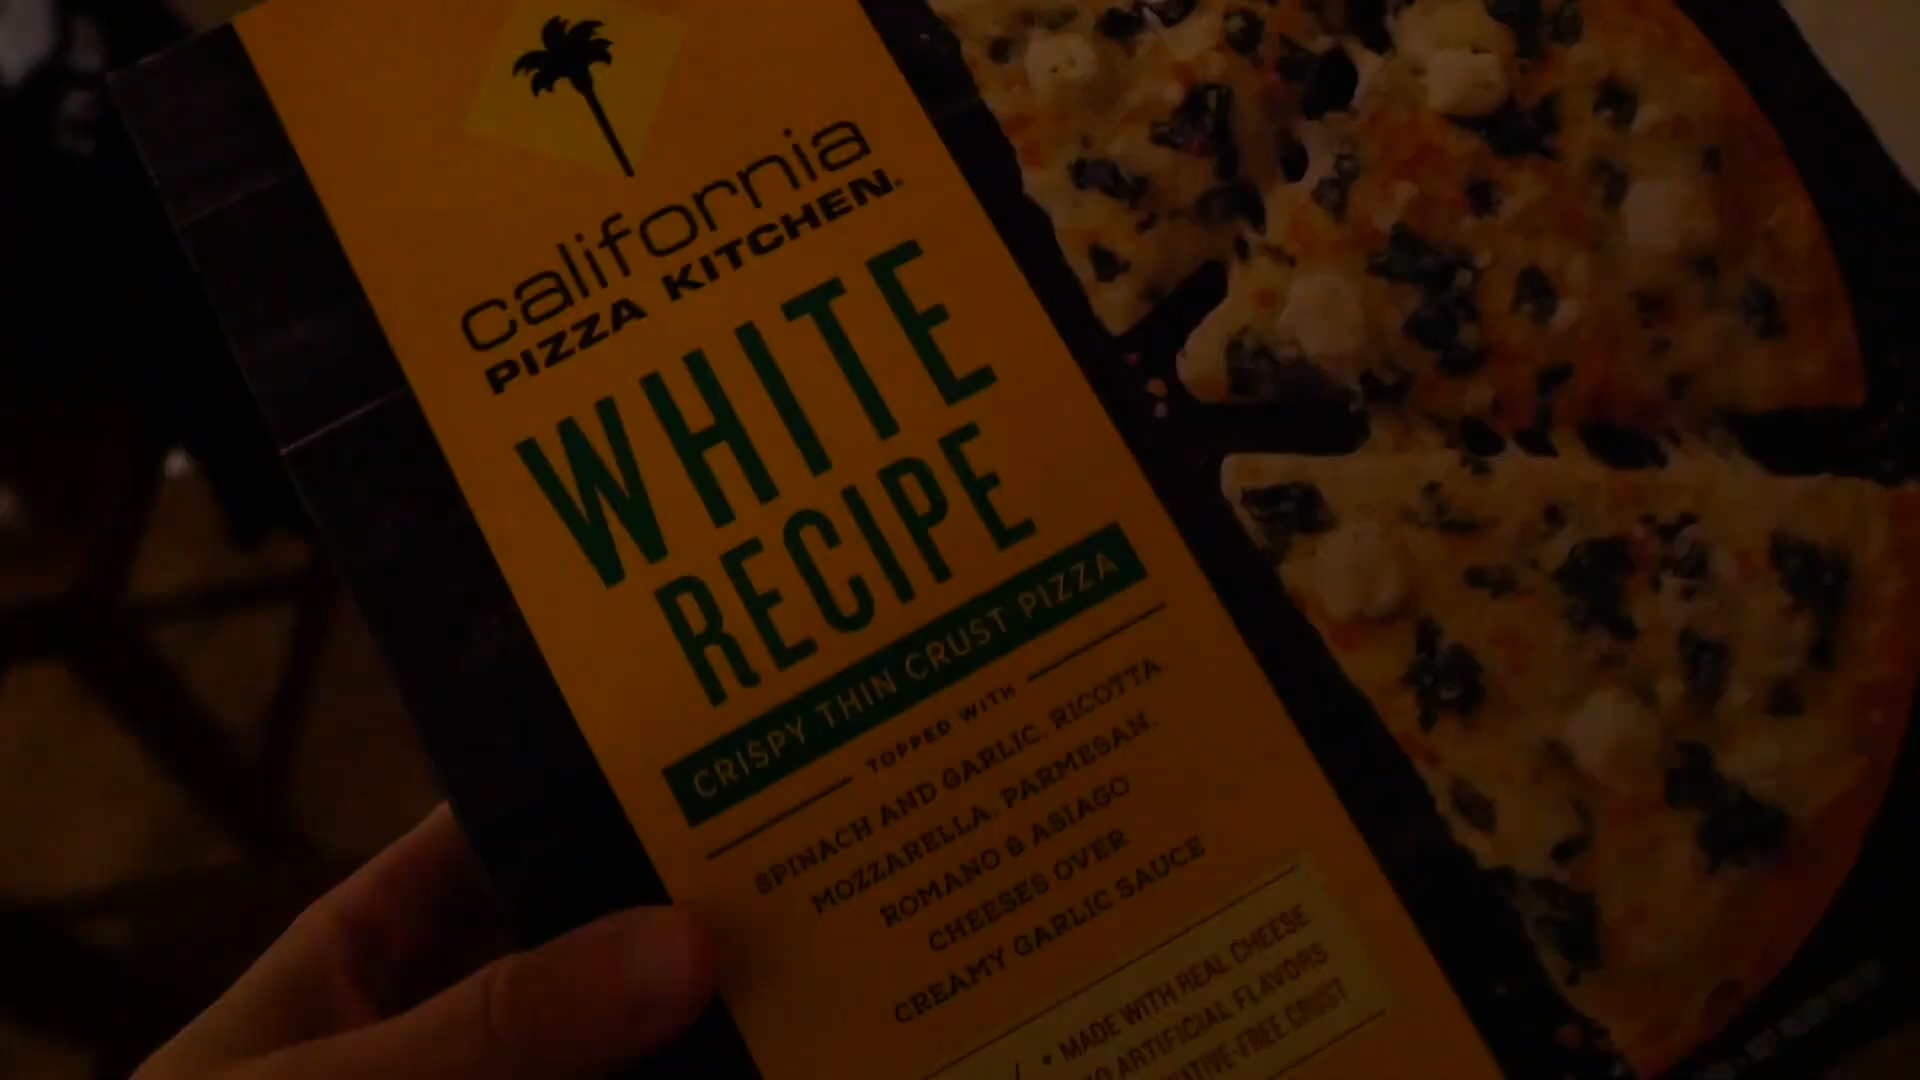 california
PIZZA KITCHEN.
WHITE
RECIPE
CRISPY THIN CRUST PIZZA
TOPPED WITH
SPINACH AND GARLIC, RICOTTA,
MOZZARELLA, PARMESAN,
ROMANO & ASIAGO
CHEESES OVER
CREAMY GARLIC SAUCE
• MADE WITH REAL CHEESE
ARTIFICIAL FLAVORS
CRUST